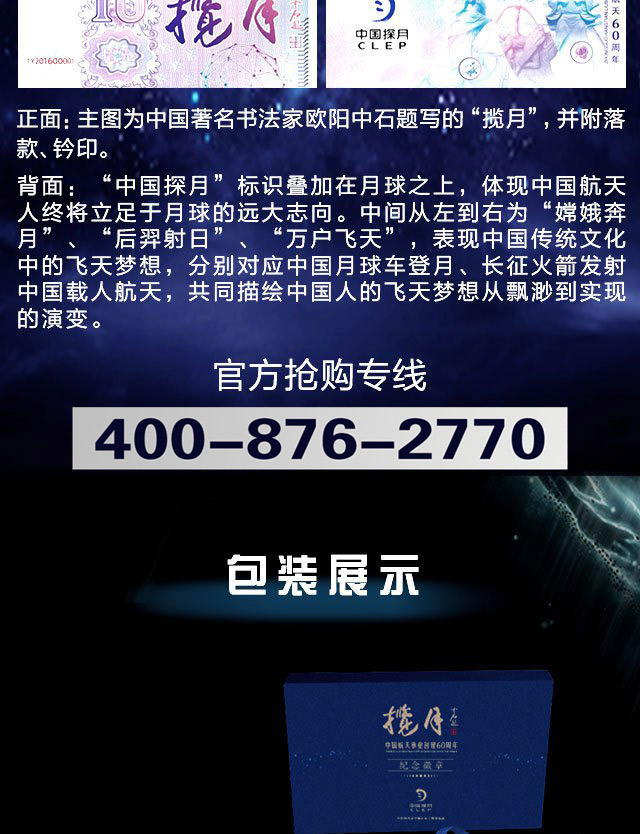 10
揽月
TY201600001
中国探月
CLEP
航天60周年
正面：主图为中国著名书法家欧阳中石题写的“揽月”，并附落
款、钤印。
背面：“中国探月”标识叠加在月球之上，体现中国航天
人终将立足于月球的远大志向。中间从左到右为“嫦娥奔
月”、“后羿射日”、“万户飞天”，表现中国传统文化
中的飞天梦想，分别对应中国月球车登月、长征火箭发射
中国载人航天，共同描绘中国人的飞天梦想从飘渺到实现
的演变。
官方抢购专线
400-876-2770
包装展示
揽月
中国航天事业创建60周年
纪念徽章
中国探月
CLEP